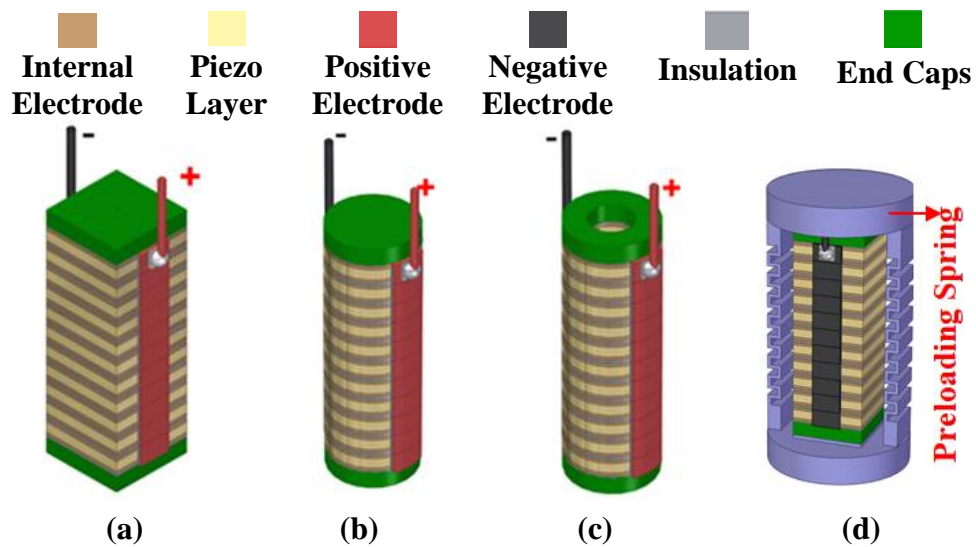 Internal
Electrode
Piezo
Layer
Positive
Electrode
Negative
Electrode
Insulation
End Caps
-
+
-
+
-
+
Preloading Spring
(a)
(b)
(c)
(d)